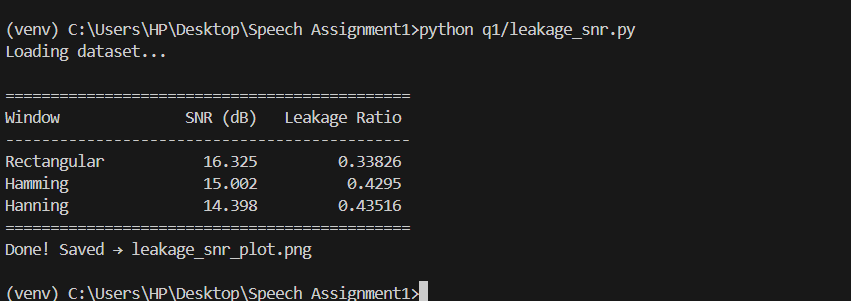 (venv) C:\Users\HP\Desktop\Speech Assignment1>python q1/leakage_snr.py
Loading dataset...
=============================================
Window              SNR (dB)   Leakage Ratio
---------------------------------------------
Rectangular           16.325         0.33826
Hamming               15.002          0.4295
Hanning               14.398         0.43516
=============================================
Done! Saved → leakage_snr_plot.png
(venv) C:\Users\HP\Desktop\Speech Assignment1>